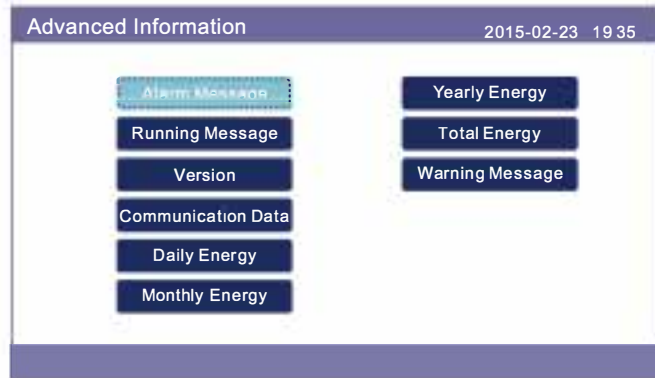 Advanced Information
2015-02-23 19 35
Alarm Message
Running Message
Version
Communication Data
Daily Energy
Monthly Energy
Yearly Energy
Total Energy
Warning Message